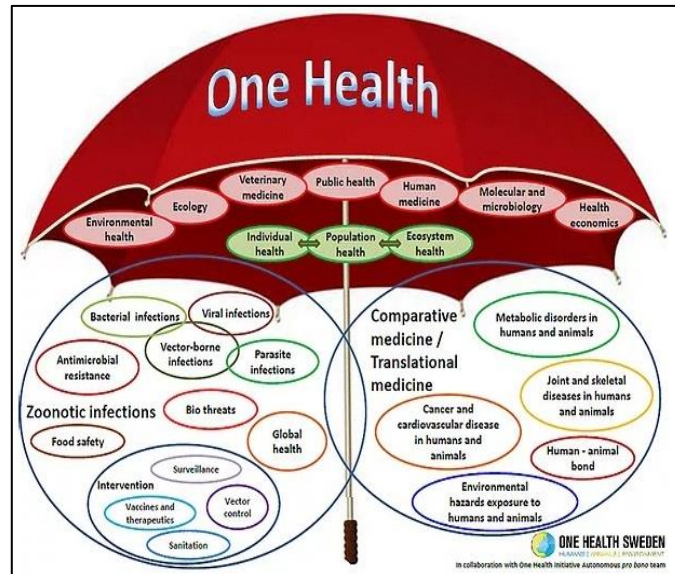 One Health
Environmental
health
Ecology
Veterinary
medicine
Public health
Human
medicine
Molecular and
microbiology
Health
economics
Individual
health
Population
health
Ecosystem
health
Bacterial infections
Viral infections
Vector-borne
infections
Parasite
infections
Antimicrobial
resistance
Zoonotic infections
Bio threats
Food safety
Global
health
Surveillance
Intervention
Vaccines and
therapeutics
Vector
control
Sanitation
Comparative
medicine /
Translational
medicine
Metabolic disorders in
humans and animals
Joint and skeletal
diseases in humans
and animals
Cancer and
cardiovascular disease
in humans and
animals
Human - animal
bond
Environmental
hazards exposure to
humans and animals
ONE HEALTH SWEDEN
HUMANS | ANIMALS | ENVIRONMENT
In collaboration with One Health Initiative Autonomous pro bono team